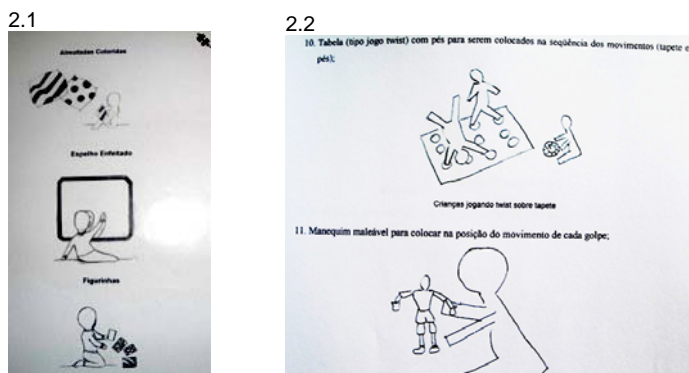 2.1
Almofadas Coloridas
Espelho Enfeitado
Figurinhas
2.2
10. Tabela (tipo jogo twist) com pés para serem colocados na seqüência dos movimentos (tapete e
pés);
Crianças jogando twist sobre tapete
11. Manequim maleável para colocar na posição do movimento de cada golpe;